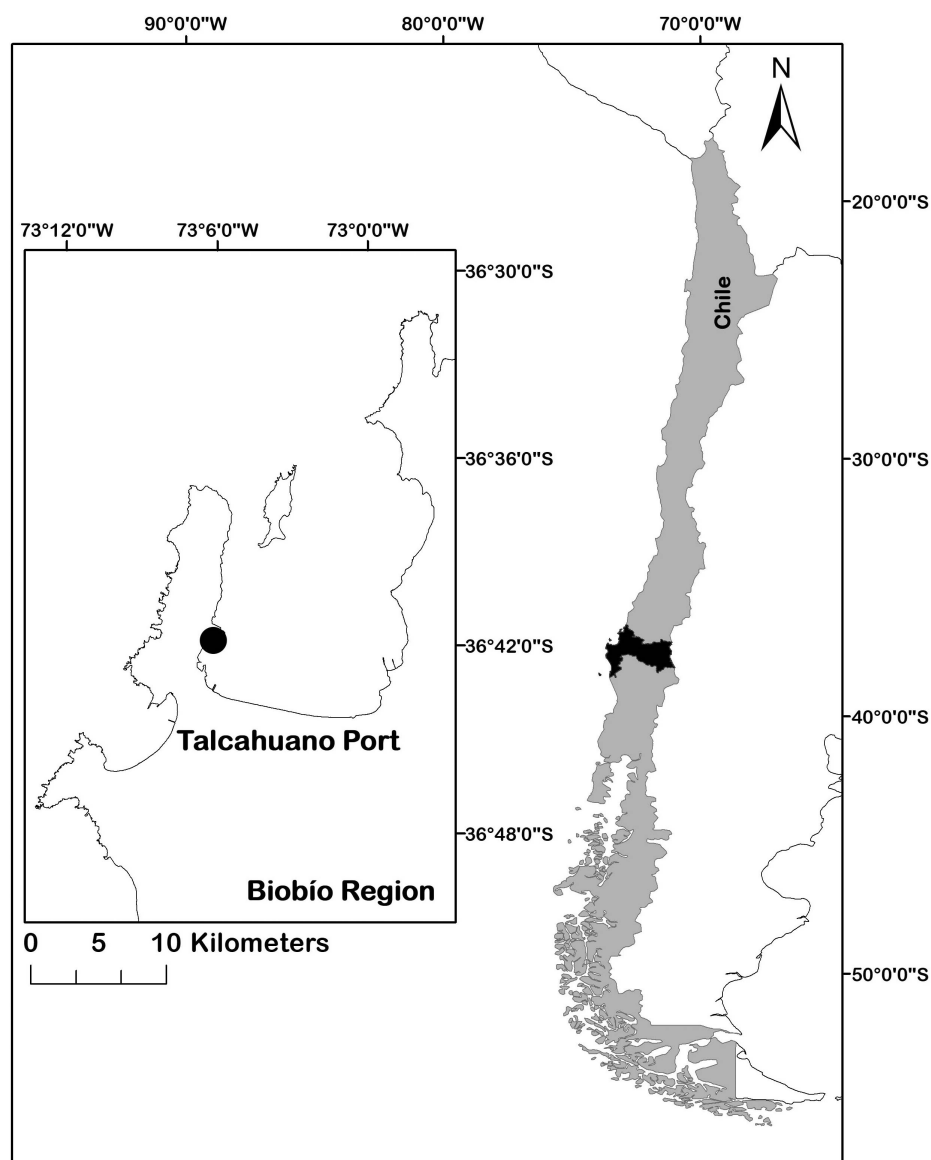 90°0'0"W
80°0'0"W
70°0'0"W
N
20°0'0"S
73°12'0"W
73°6'0"W
73°0'0"W
36°30'0"S
Chile
36°36'0"S
30°0'0"S
36°42'0"S
40°0'0"S
Talcahuano Port
36°48'0"S
Biobío Region
0 5 10 Kilometers
50°0'0"S